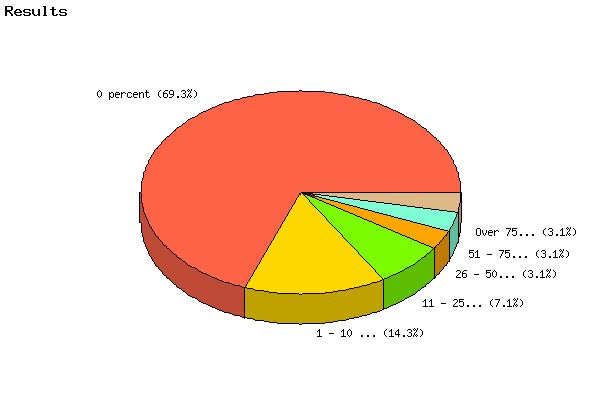 Results
0 percent (69.3%)
Over 75... (3.1%)
51 - 75... (3.1%)
26 - 50... (3.1%)
11 - 25... (7.1%)
1 - 10 ... (14.3%)